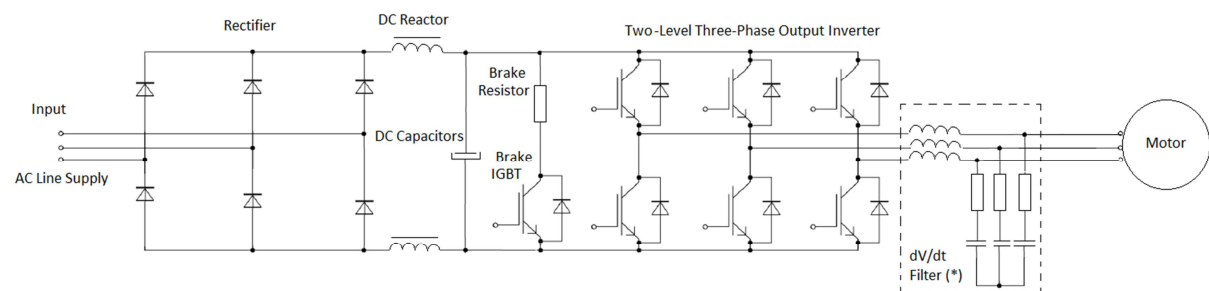 Rectifier
DC Reactor
Two-Level Three-Phase Output Inverter
Input
AC Line Supply
DC Capacitors
Brake
Resistor
Brake
IGBT
Motor
dV/dt
Filter (*)